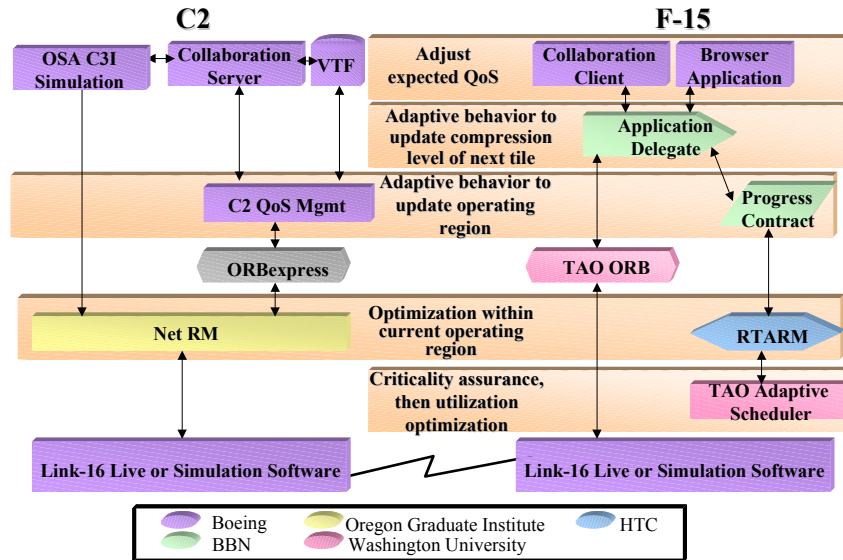 C2
F-15
OSA C3I
Simulation
Collaboration
Server
VTF
Adjust
expected QoS
Collaboration
Client
Browser
Application
Adaptive behavior to
update compression
level of next tile
Application
Delegate
C2 QoS Mgmt
Adaptive behavior to
update operating
region
Progress
Contract
ORBexpress
TAO ORB
Net RM
Optimization within
current operating
region
RTARM
Criticality assurance,
then utilization
optimization
TAO Adaptive
Scheduler
Link-16 Live or Simulation Software
Link-16 Live or Simulation Software
Boeing
Oregon Graduate Institute
HTC
BBN
Washington University